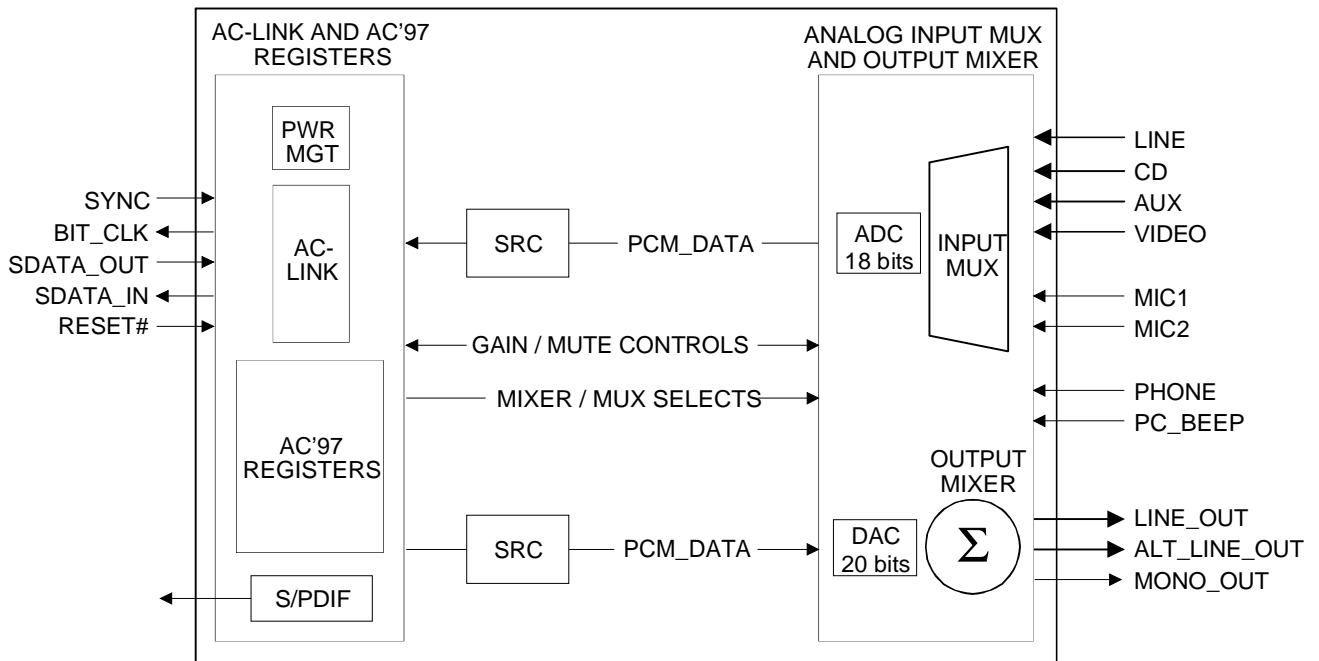 AC-LINK AND AC'97
REGISTERS
ANALOG INPUT MUX
AND OUTPUT MIXER
PWR
MGT
SYNC
BIT_CLK
SDATA_OUT
SDATA_IN
RESET#
AC-
LINK
SRC
PCM_DATA
ADC
18 bits
INPUT
MUX
LINE
CD
AUX
VIDEO
MIC1
MIC2
GAIN / MUTE CONTROLS
MIXER / MUX SELECTS
PHONE
PC_BEEP
AC'97
REGISTERS
OUTPUT
MIXER
SRC
PCM_DATA
DAC
20 bits
Σ
LINE_OUT
ALT_LINE_OUT
MONO_OUT
S/PDIF